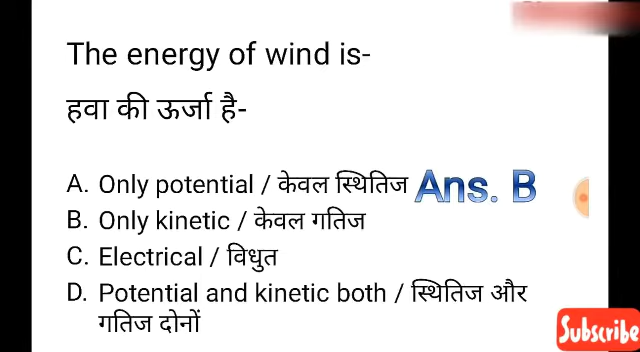 The energy of wind is-
हवा की ऊर्जा है-
A. Only potential / केवल स्थितिज Ans. B
B. Only kinetic / केवल गतिज
C. Electrical / विधुत
D. Potential and kinetic both / स्थितिज और
गतिज दोनों
Subscribe